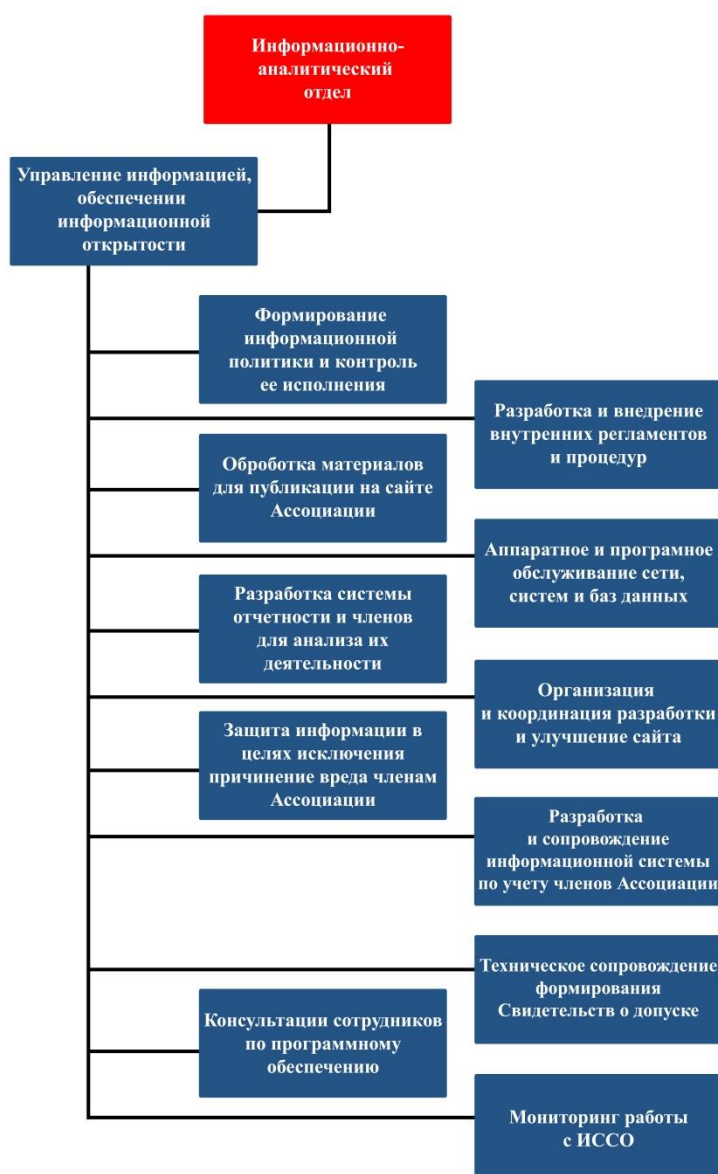 Информационно-
аналитический
отдел
Управление информацией,
обеспечении
информационной
открытости
Формирование
информационной
политики и контроль
ее исполнения
Разработка и внедрение
внутренних регламентов
и процедур
Оброботка материалов
для публикации на сайте
Ассоциации
Аппаратное и програмное
обслуживание сети,
систем и баз данных
Разработка системы
отчетности и членов
для анализа их
деятельности
Организация
и координация разработки
и улучшение сайта
Защита информации в
целях исключения
причинение вреда членам
Ассоциации
Разработка
и сопровождение
информационной системы
по учету членов Ассоциации
Техническое сопровождение
формирования
Свидетельств о допуске
Консультации сотрудников
по программному
обеспечению
Мониторинг работы
с ИССО